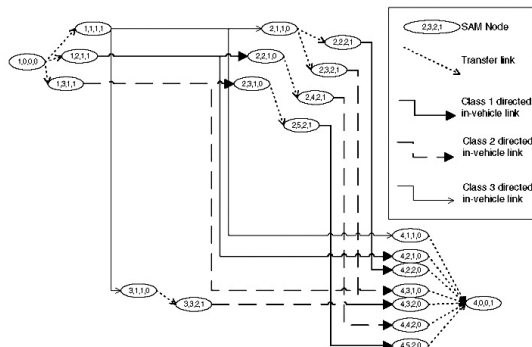 1,1,1,1
2,1,1,0
2,3,2,1
SAM Node
2,2,2,1
1,0,0,0
1,2,1,1
2,2,1,0
2,3,2,1
Transfer link
1,3,1,1
2,3,1,0
2,4,2,1
Class 1 directed
in-vehicle link
2,5,2,1
Class 2 directed
in-vehicle link
Class 3 directed
in-vehicle link
4,1,1,0
4,2,1,0
4,2,2,0
3,1,1,0
4,3,1,0
3,3,2,1
4,3,2,0
4,0,0,1
4,4,2,0
4,5,2,0